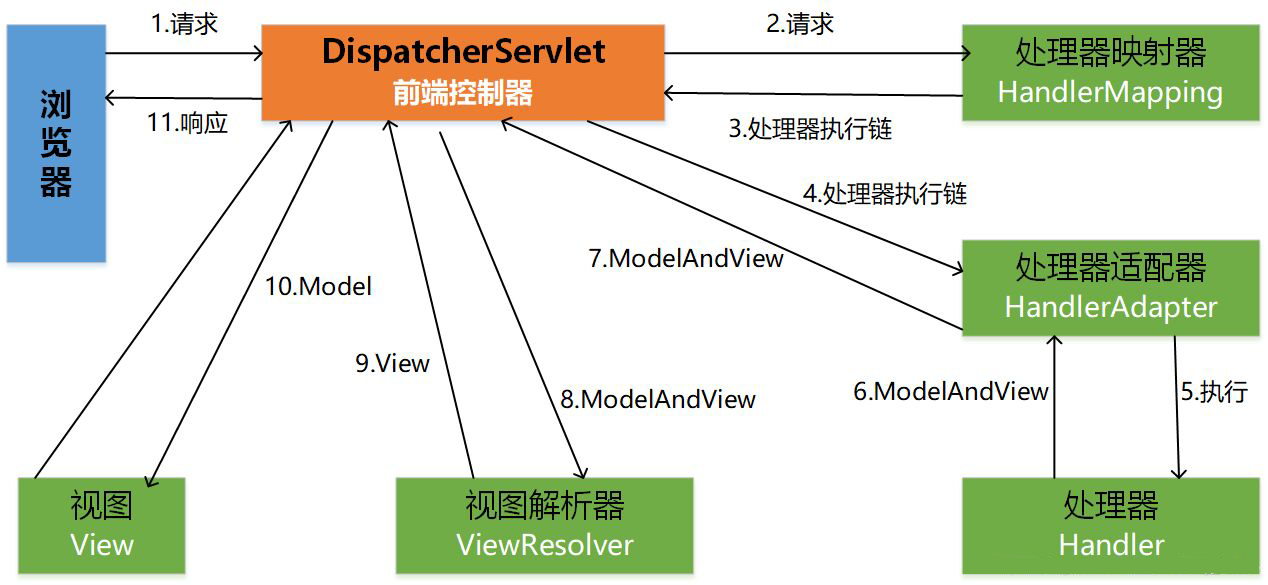 1.请求
2.请求
浏
览
器
DispatcherServlet
前端控制器
处理器映射器
HandlerMapping
11.响应
3.处理器执行链
4.处理器执行链
7.ModelAndView
处理器适配器
HandlerAdapter
10.Model
9.View
8.ModelAndView
6.ModelAndView
5.执行
视图
View
视图解析器
ViewResolver
处理器
Handler